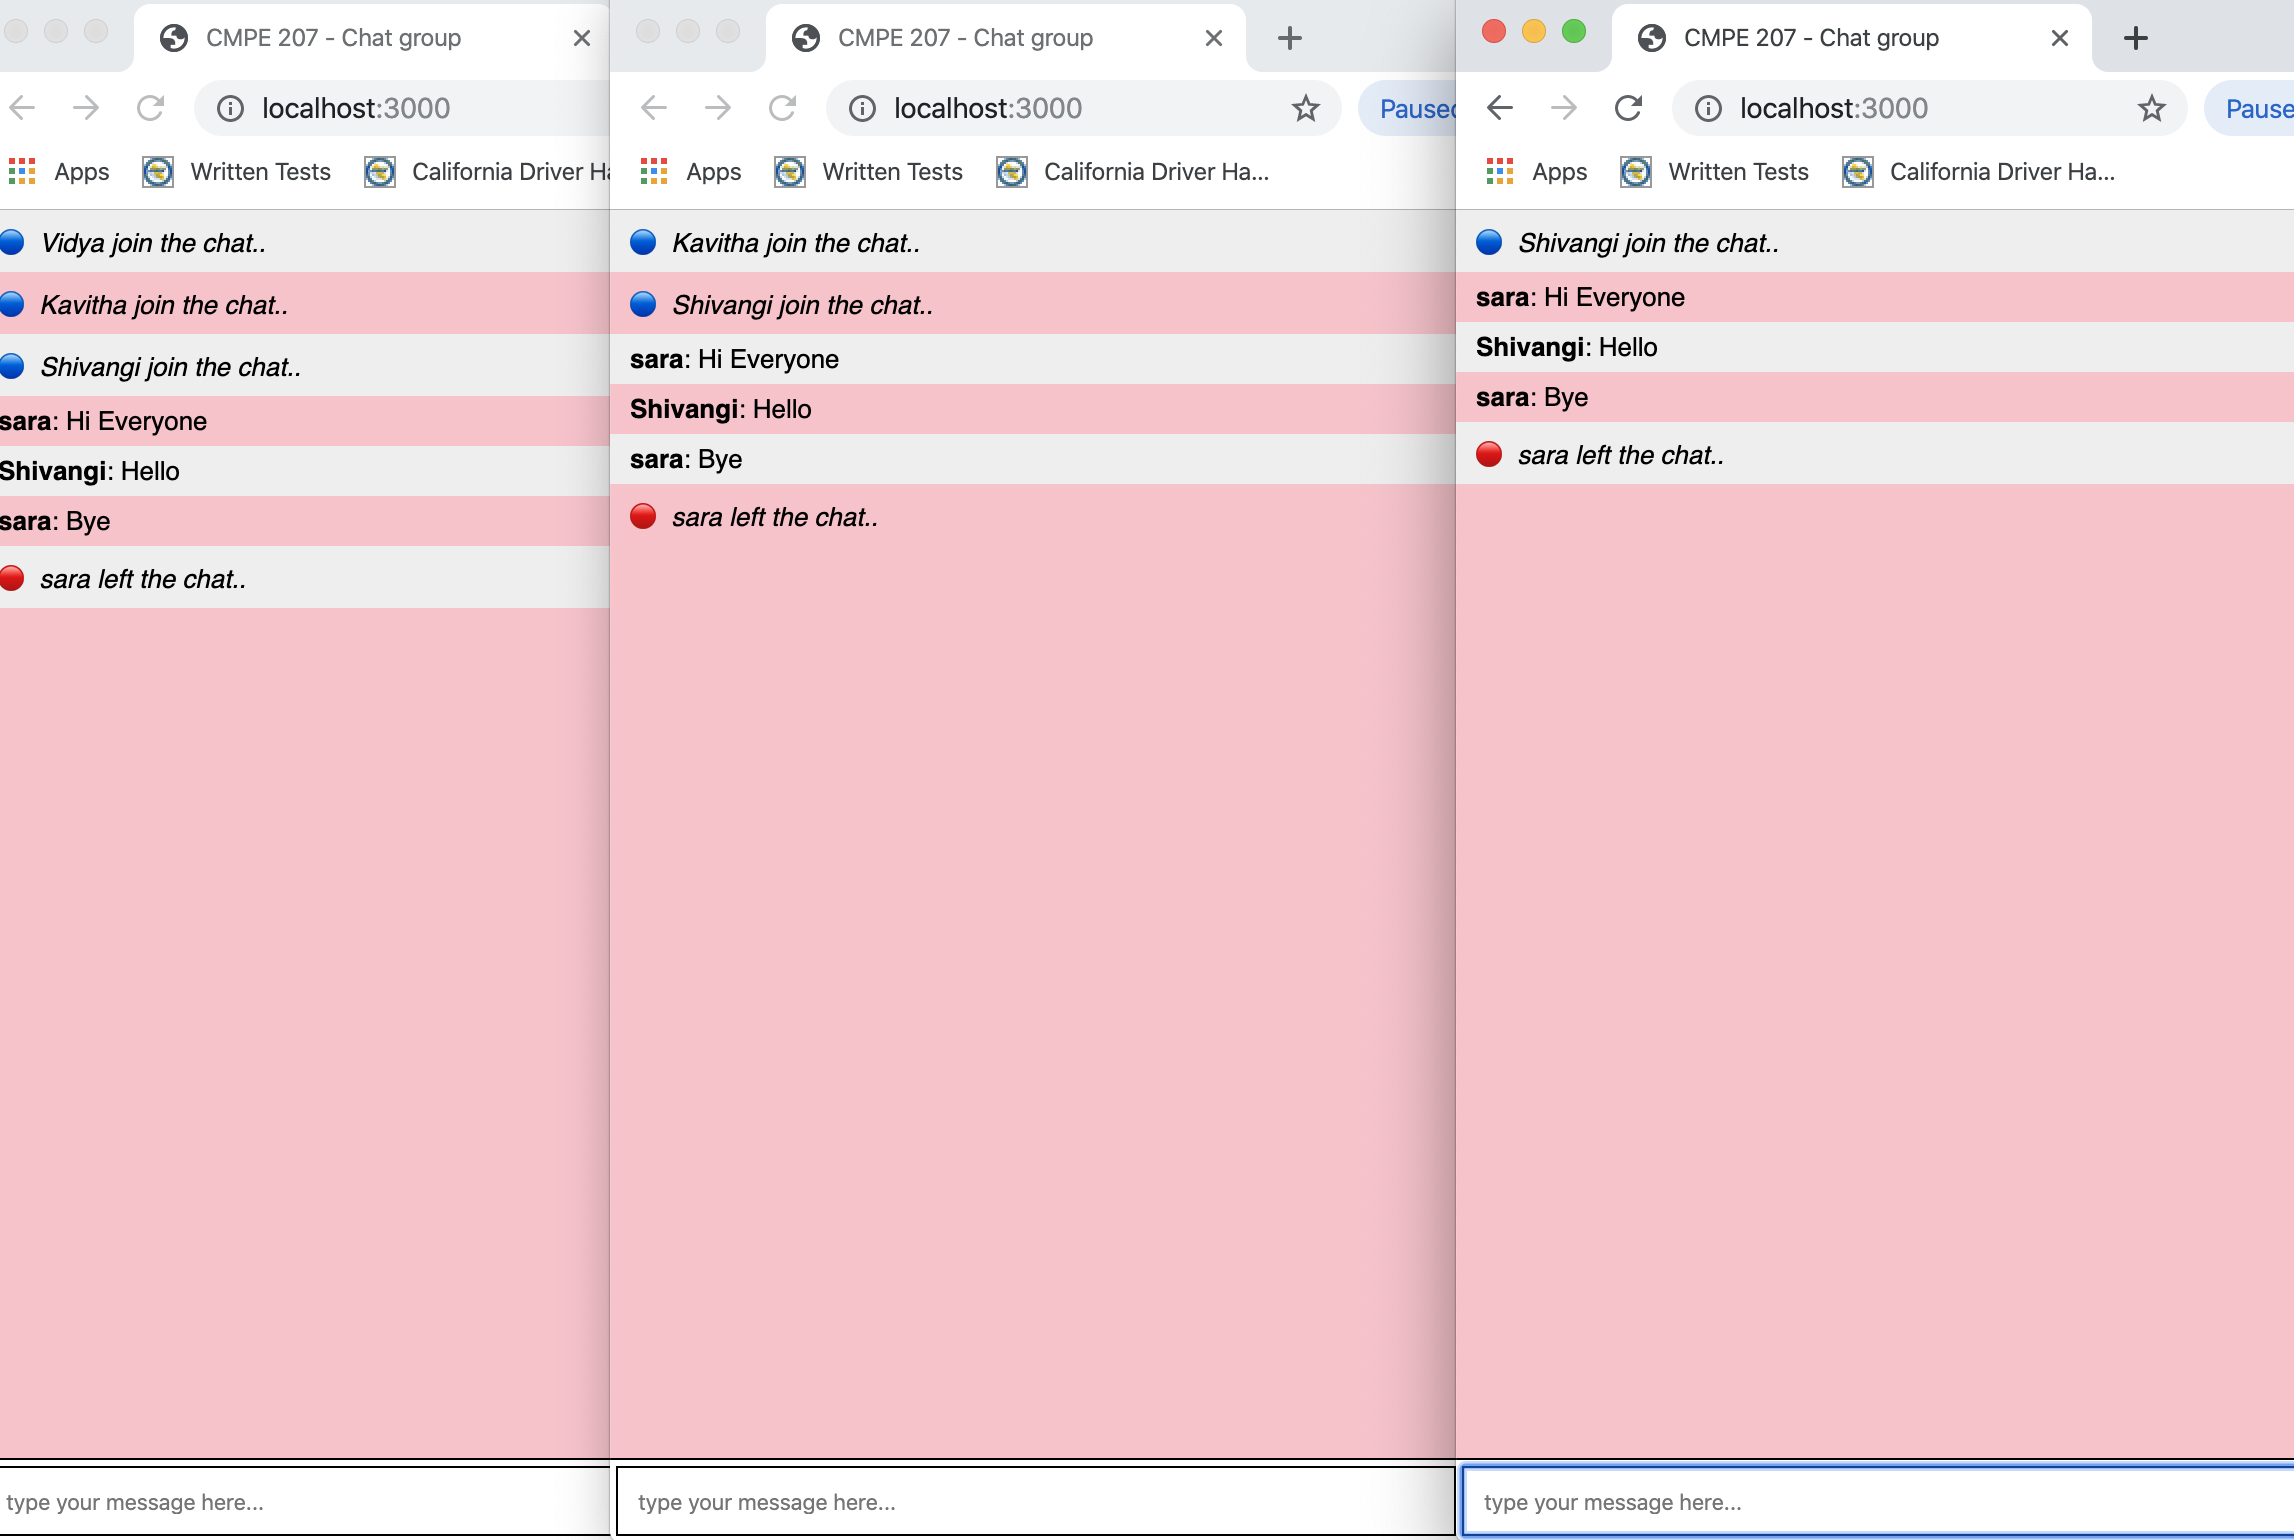 CMPE 207 - Chat group
localhost:3000
Apps Written Tests California Driver Ha
Vidya join the chat..
Kavitha join the chat..
Shivangi join the chat..
sara: Hi Everyone
Shivangi: Hello
sara: Bye
sara left the chat..
type your message here...
CMPE 207 - Chat group
localhost:3000
Paused
Apps Written Tests California Driver Ha...
Kavitha join the chat..
Shivangi join the chat..
sara: Hi Everyone
Shivangi: Hello
sara: Bye
sara left the chat..
type your message here...
CMPE 207 - Chat group
localhost:3000
Pause
Apps Written Tests California Driver Ha...
Shivangi join the chat..
sara: Hi Everyone
Shivangi: Hello
sara: Bye
sara left the chat..
type your message here...